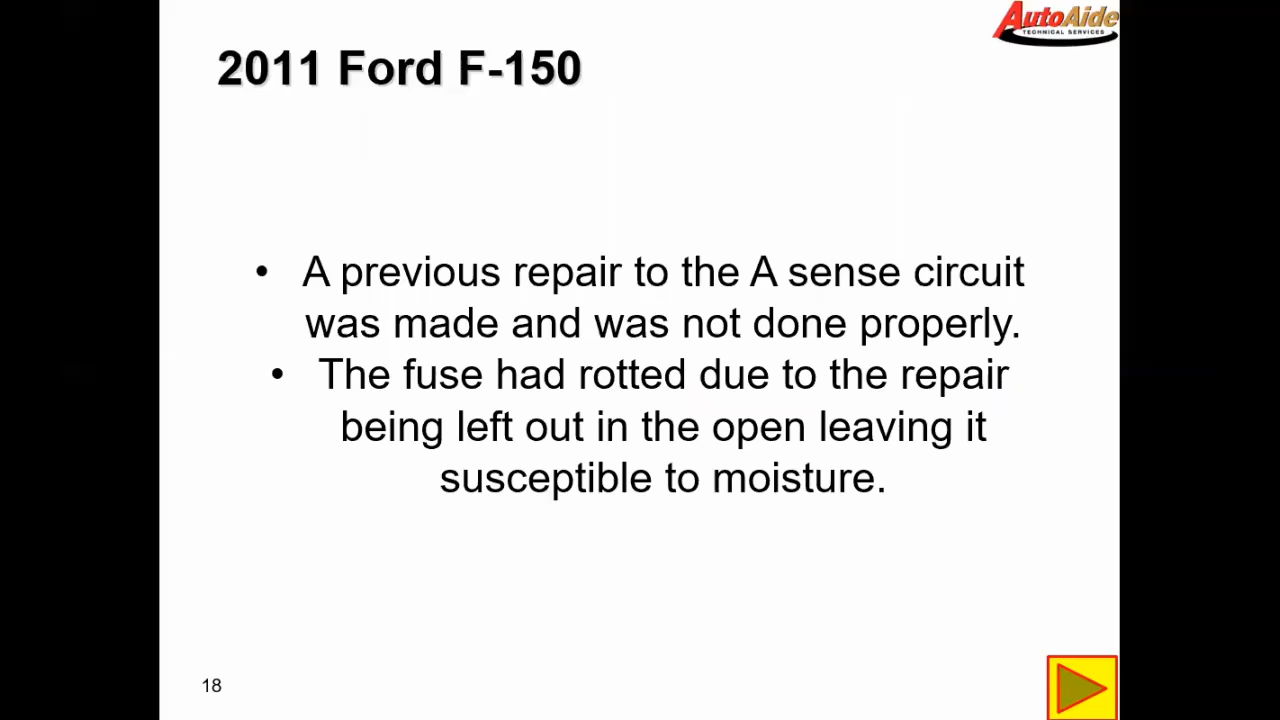 AutoAide
TECHNICAL SERVICES
2011 Ford F-150
• A previous repair to the A sense circuit
was made and was not done properly.
• The fuse had rotted due to the repair
being left out in the open leaving it
susceptible to moisture.
18